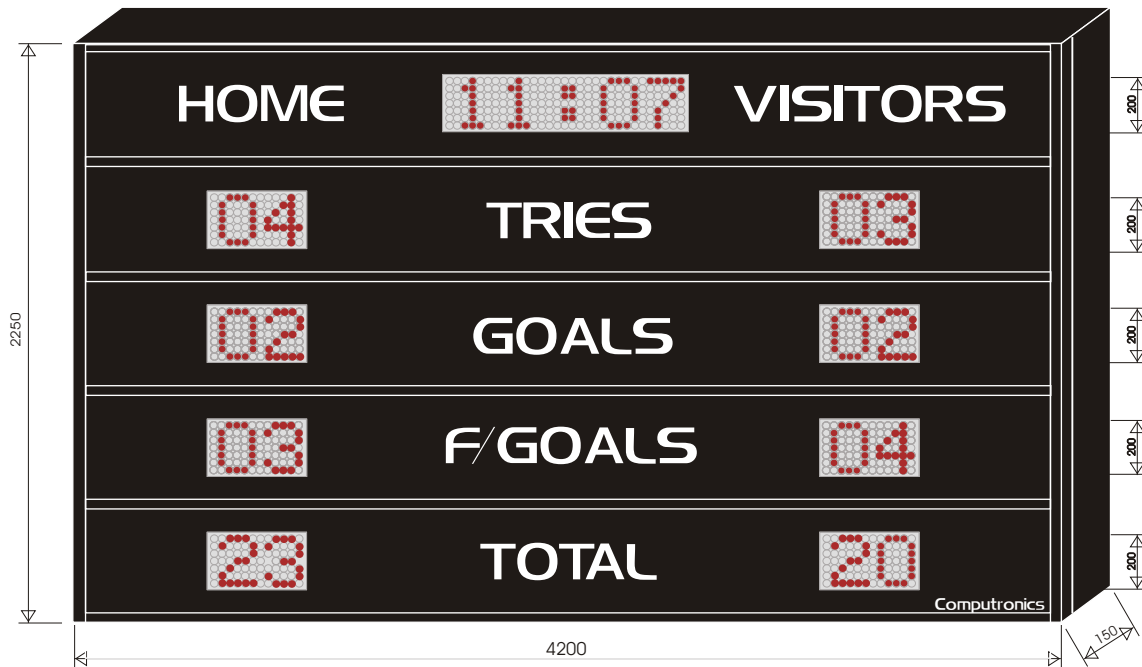 HOME 11:07 VISITORS 200
04 TRIES 03 200
2250
02 GOALS 02 200
03 F/GOALS 04 200
23 TOTAL 20 200
Computronics
150
4200